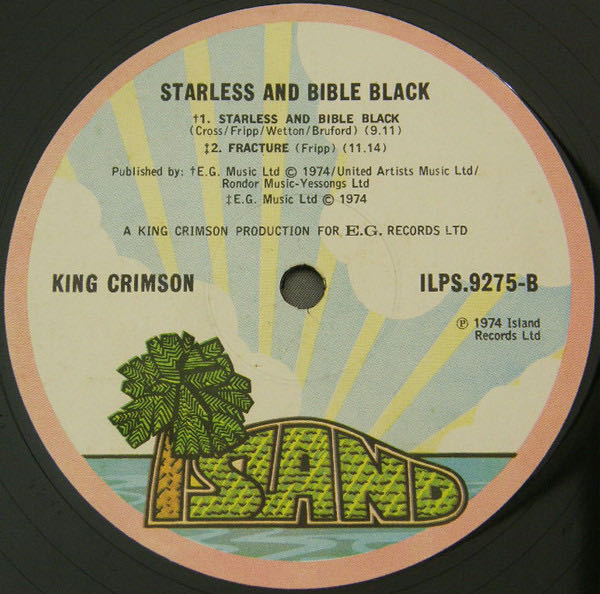 STARLESS AND BIBLE BLACK
†1. STARLESS AND BIBLE BLACK
(Cross/Fripp/Wetton/Bruford) (9.11)
‡2. FRACTURE (Fripp) (11.14)
Published by: †E.G. Music Ltd © 1974/United Artists Music Ltd/
Rondor Music-Yessongs Ltd
‡E.G. Music Ltd © 1974
A KING CRIMSON PRODUCTION FOR E.G. RECORDS LTD
KING CRIMSON
ILPS.9275-B
℗ 1974 Island
Records Ltd
ISLAND